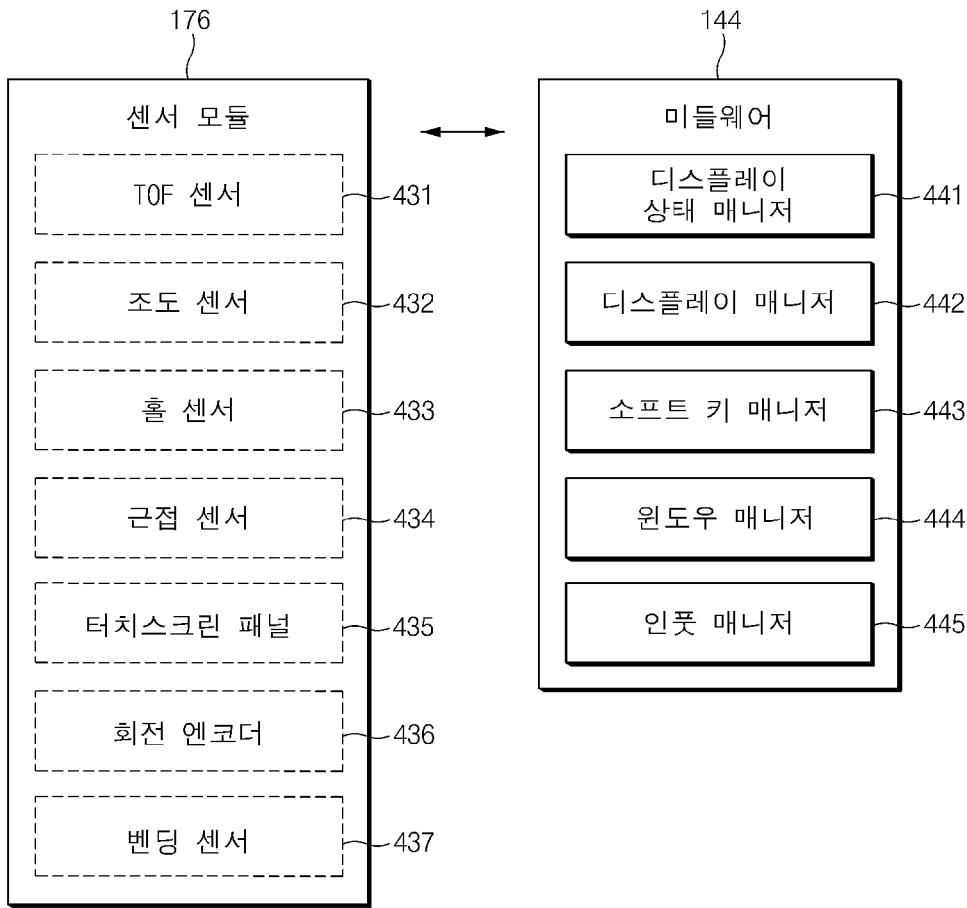 176
센서 모듈
TOF 센서
431
조도 센서
432
홀 센서
433
근접 센서
434
터치스크린 패널
435
회전 엔코더
436
벤딩 센서
437
144
미들웨어
디스플레이
상태 매니저
441
디스플레이 매니저
442
소프트 키 매니저
443
윈도우 매니저
444
인풋 매니저
445